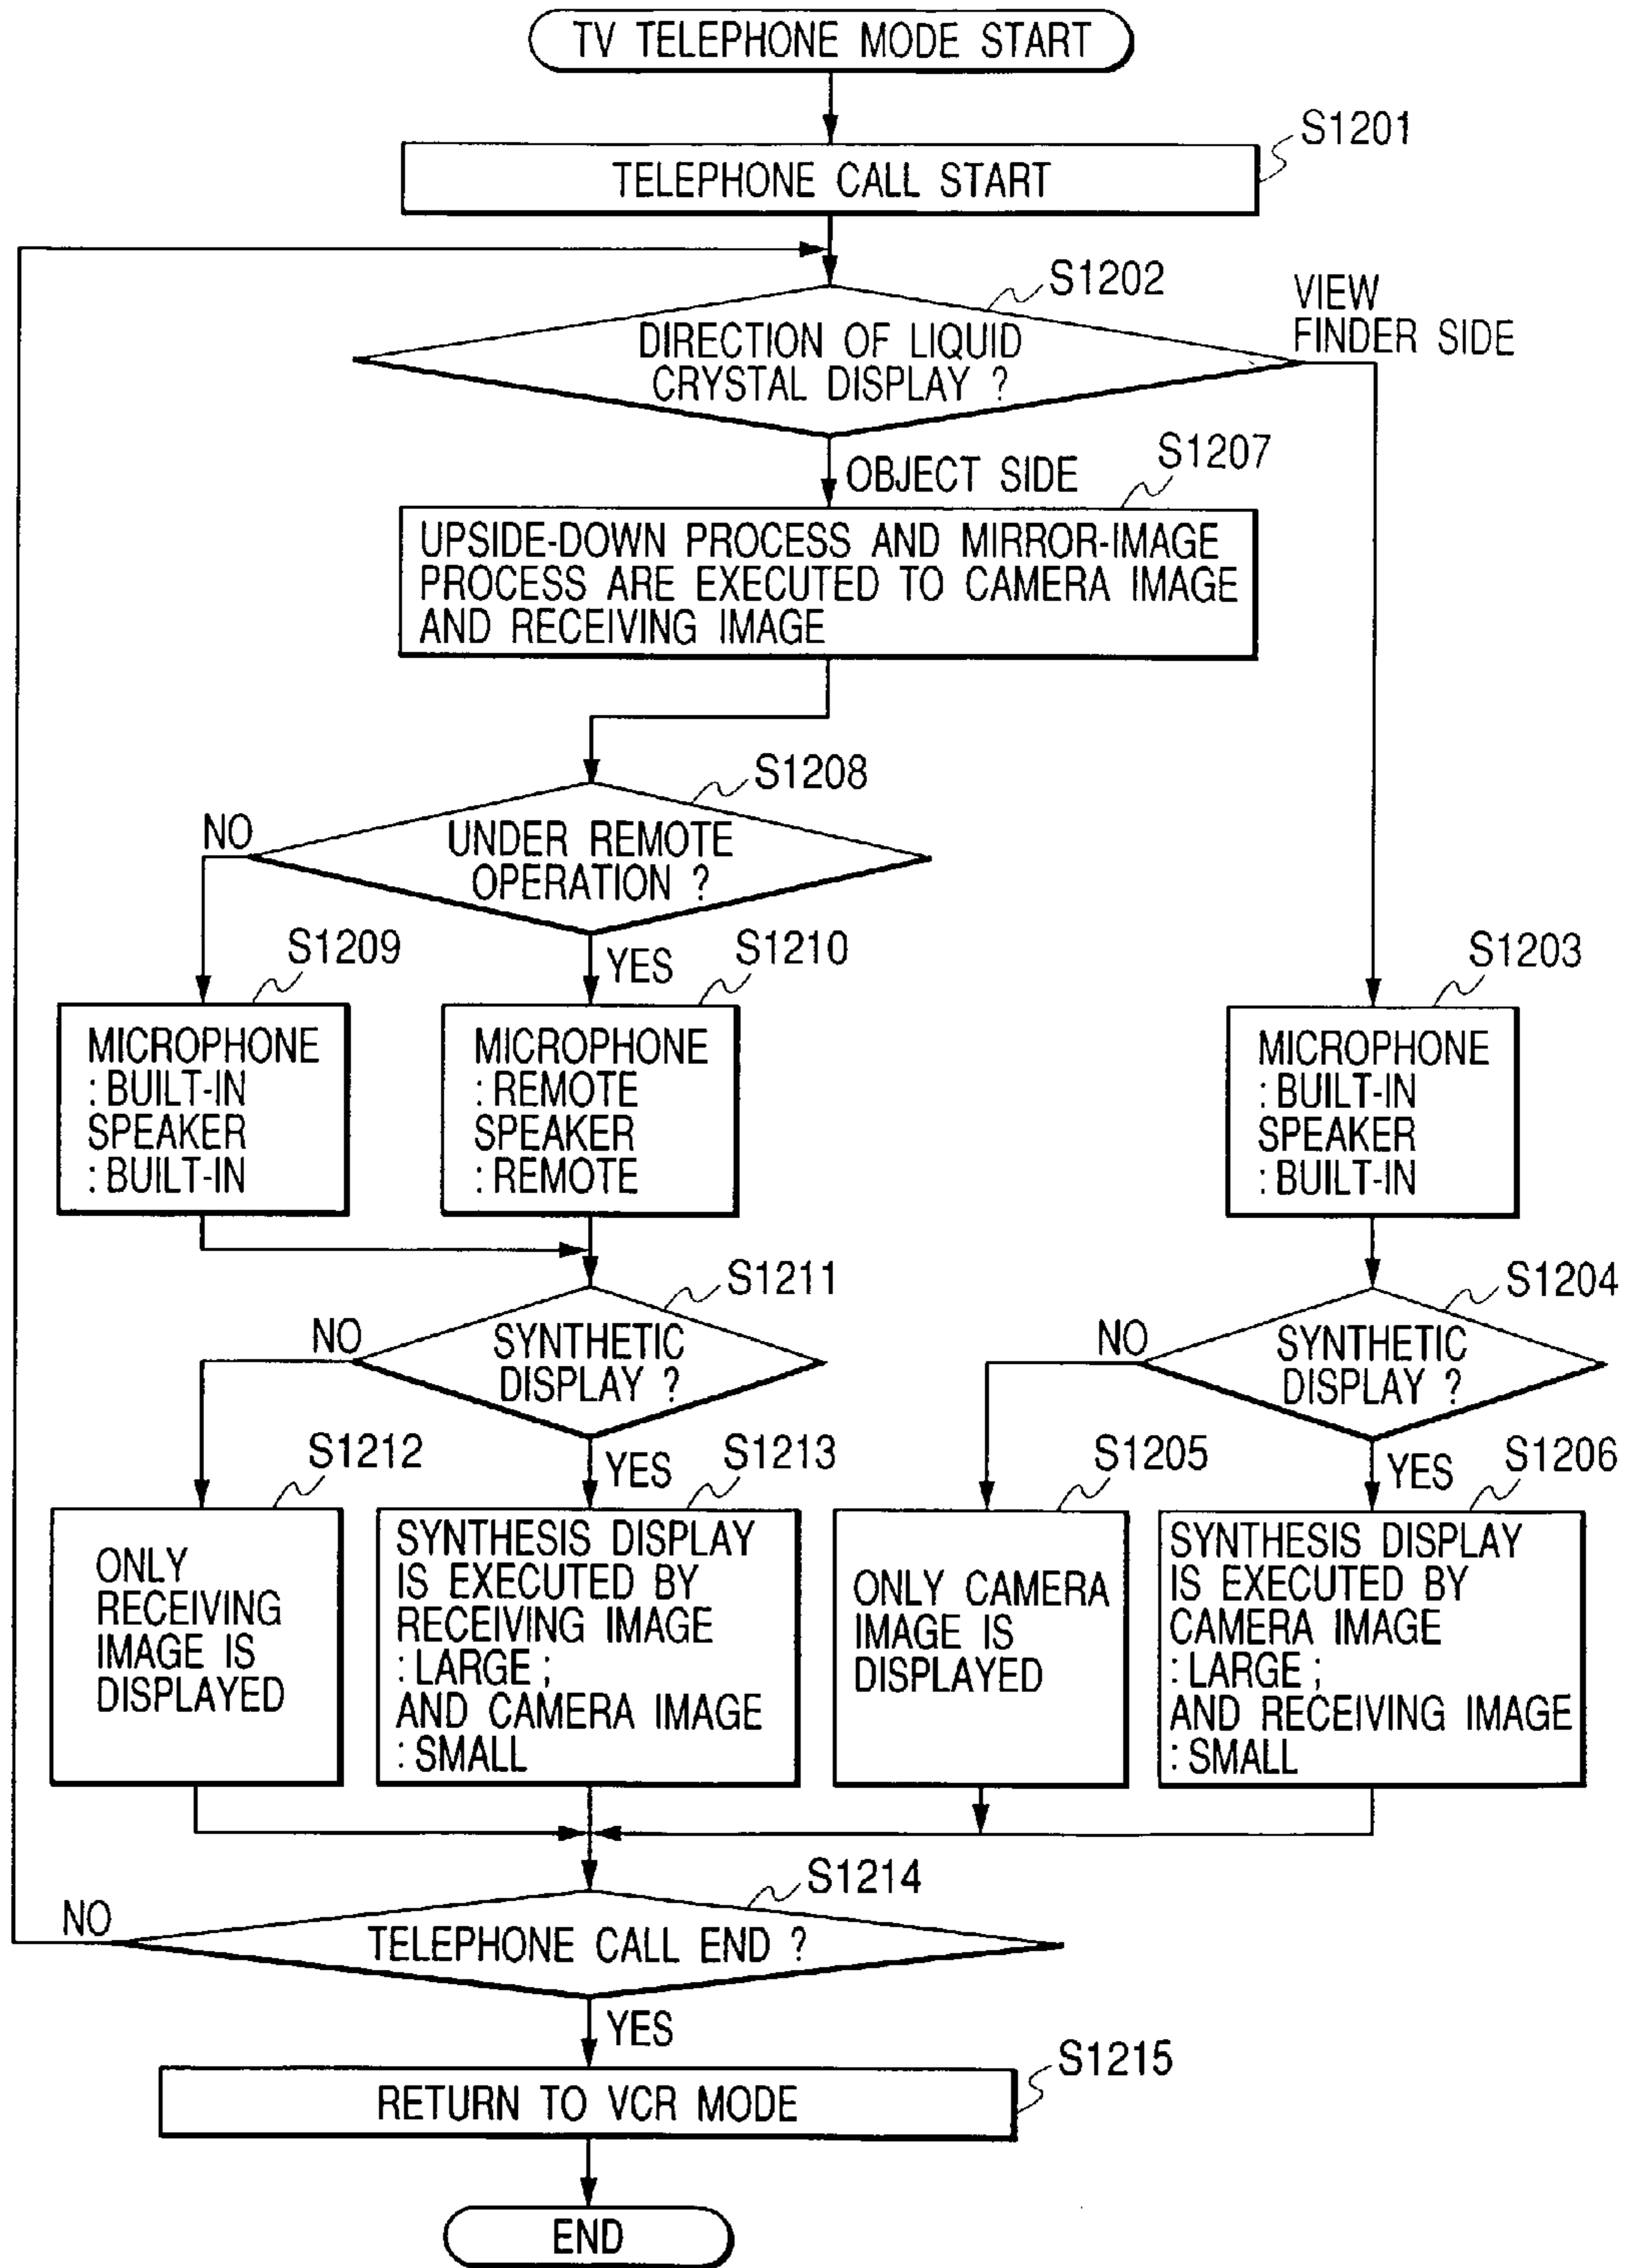 TV TELEPHONE MODE START
S1201
TELEPHONE CALL START
S1202
VIEW
FINDER SIDE
DIRECTION OF LIQUID
CRYSTAL DISPLAY ?
OBJECT SIDE
S1207
UPSIDE-DOWN PROCESS AND MIRROR-IMAGE
PROCESS ARE EXECUTED TO CAMERA IMAGE
AND RECEIVING IMAGE
S1208
NO
UNDER REMOTE
OPERATION ?
YES
S1209
MICROPHONE
: BUILT-IN
SPEAKER
: BUILT-IN
S1210
MICROPHONE
: REMOTE
SPEAKER
: REMOTE
S1203
MICROPHONE
: BUILT-IN
SPEAKER
: BUILT-IN
S1211
NO
SYNTHETIC
DISPLAY ?
YES
S1204
NO
SYNTHETIC
DISPLAY ?
YES
S1212
ONLY
RECEIVING
IMAGE IS
DISPLAYED
S1213
SYNTHESIS DISPLAY
IS EXECUTED BY
RECEIVING IMAGE
: LARGE ;
AND CAMERA IMAGE
: SMALL
S1205
ONLY CAMERA
IMAGE IS
DISPLAYED
S1206
SYNTHESIS DISPLAY
IS EXECUTED BY
CAMERA IMAGE
: LARGE ;
AND RECEIVING IMAGE
: SMALL
S1214
NO
TELEPHONE CALL END ?
YES
S1215
RETURN TO VCR MODE
END